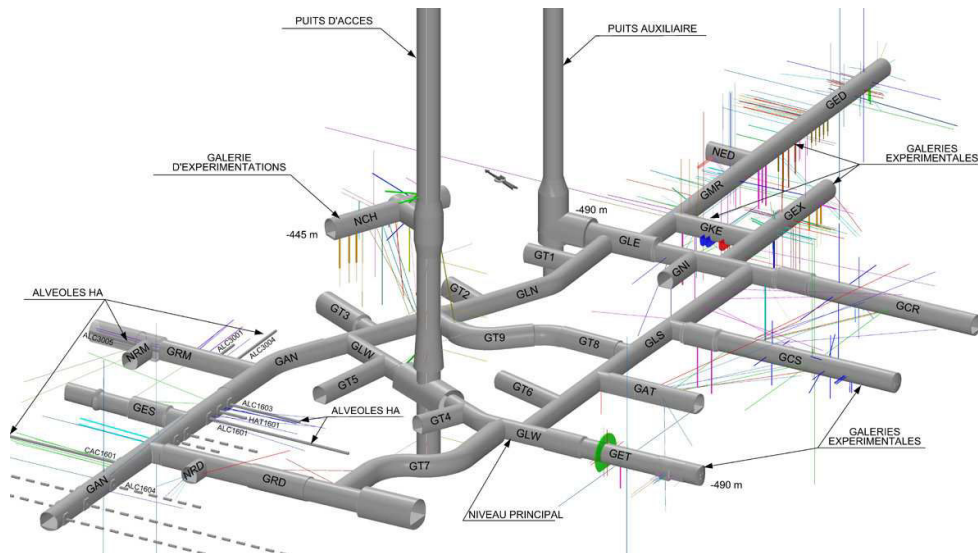 PUITS D'ACCES
PUITS AUXILIAIRE
GED
GALERIES
EXPERIMENTALES
NED
GMR
GALERIE
D'EXPERIMENTATIONS
NCH
-445 m
-490 m
GKE
GEX
GLE
GT1
GNI
GT2
GLN
GCR
ALVEOLES HA
GT3
ALC3005
NRM
GRM
ALC3001
ALC3004
GAN
GLW
GT9
GT8
GLS
GCS
GT5
GT6
GAT
GES
ALC1603
HAT1601
ALC1601
ALVEOLES HA
GT4
GLW
GALERIES
EXPERIMENTALES
CAC1601
GAN
NRD
GRD
GT7
GET
-490 m
ALC1604
NIVEAU PRINCIPAL